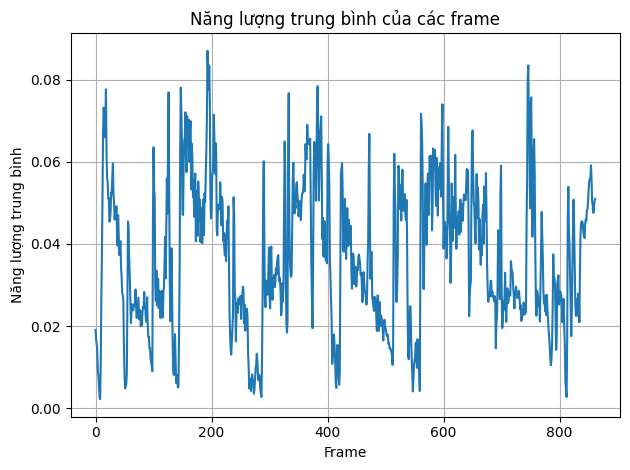 Năng lượng trung bình của các frame
Năng lượng trung bình
0.08
0.06
0.04
0.02
0.00
0 200 400 600 800
Frame